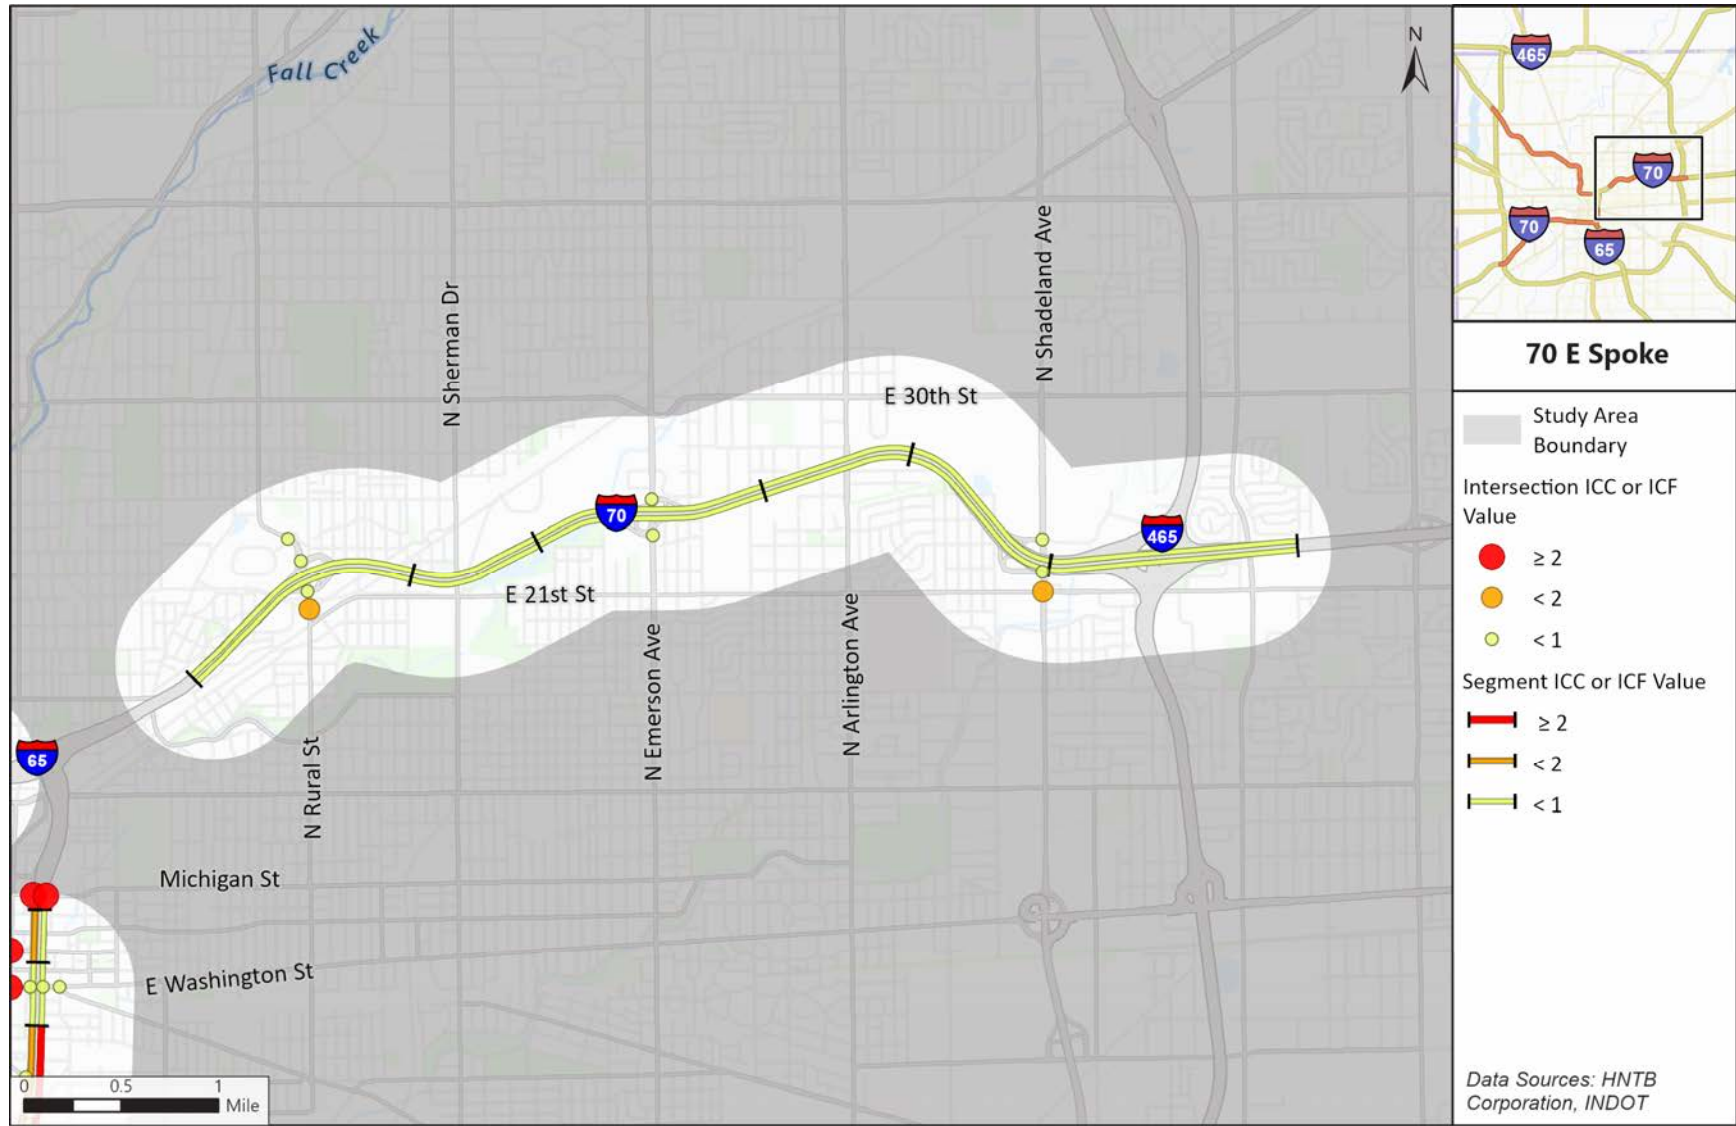 Fall Creek
N
N Sherman Dr
N Shadeland Ave
E 30th St
70
465
E 21st St
N Emerson Ave
N Arlington Ave
65
N Rural St
Michigan St
E Washington St
0 0.5 1
Mile
465
70
70
65
70 E Spoke
Study Area
Boundary
Intersection ICC or ICF
Value
≥ 2
< 2
< 1
Segment ICC or ICF Value
≥ 2
< 2
< 1
Data Sources: HNTB
Corporation, INDOT